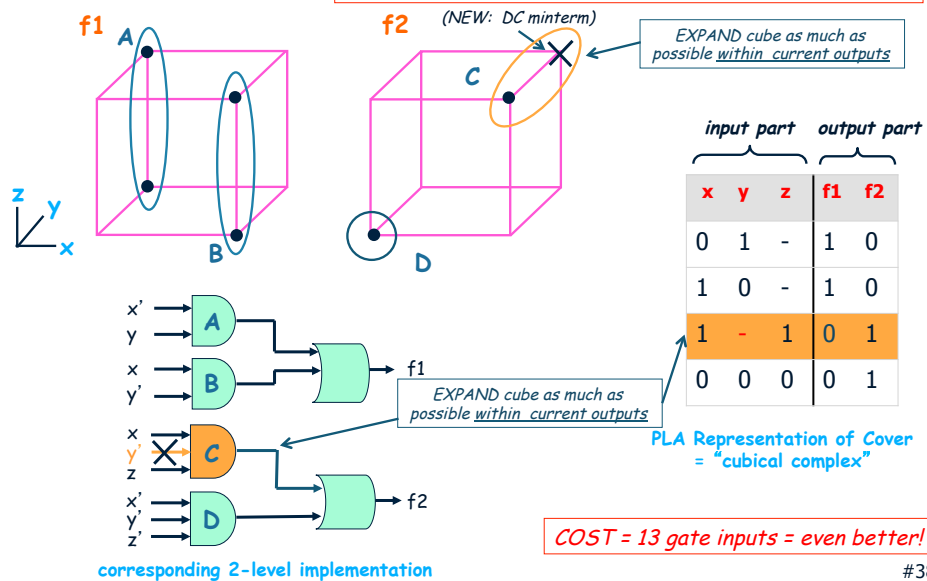 f1
A
B
z
y
x
f2
(NEW: DC minterm)
C
D
EXPAND cube as much as
possible within current outputs
input part output part
x y z f1 f2
0 1 - 1 0
1 0 - 1 0
1 - 1 0 1
0 0 0 0 1
PLA Representation of Cover
= "cubical complex"
x'
y
A
x
y'
B
f1
EXPAND cube as much as
possible within current outputs
x
y'
z
C
x'
y'
z'
D
f2
corresponding 2-level implementation
COST = 13 gate inputs = even better!
#38